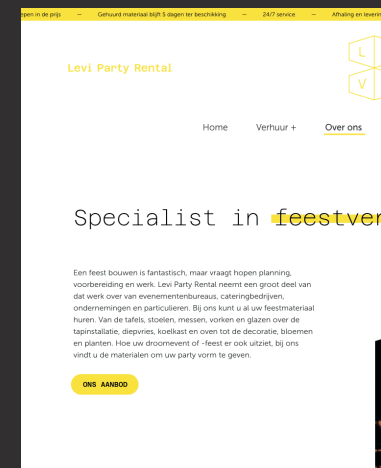 epen in de prijs — Gehuurd materiaal blijft 5 dagen ter beschikking — 24/7 service — Afhaling en leverin
Levi Party Rental
L
V
Home Verhuur + Over ons
Specialist in feestver
Een feest bouwen is fantastisch, maar vraagt hopen planning,
voorbereiding en werk. Levi Party Rental neemt een groot deel van
dat werk over van evenementenbureaus, cateringbedrijven,
ondernemingen en particulieren. Bij ons kunt u al uw feestmateriaal
huren. Van de tafels, stoelen, messen, vorken en glazen over de
tapinstallatie, diepvries, koelkast en oven tot de decoratie, bloemen
en planten. Hoe uw droomevent of -feest er ook uitziet, bij ons
vindt u de materialen om uw party vorm te geven.
ONS AANBOD